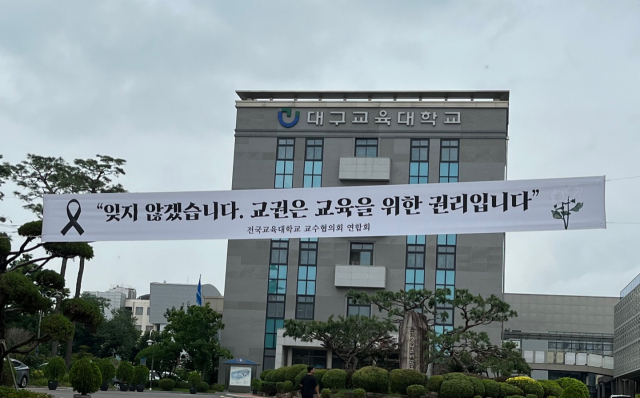 대구교육대학교
“잊지 않겠습니다. 교권은 교육을 위한 권리입니다”
전국교육대학교 교수협의회 연합회